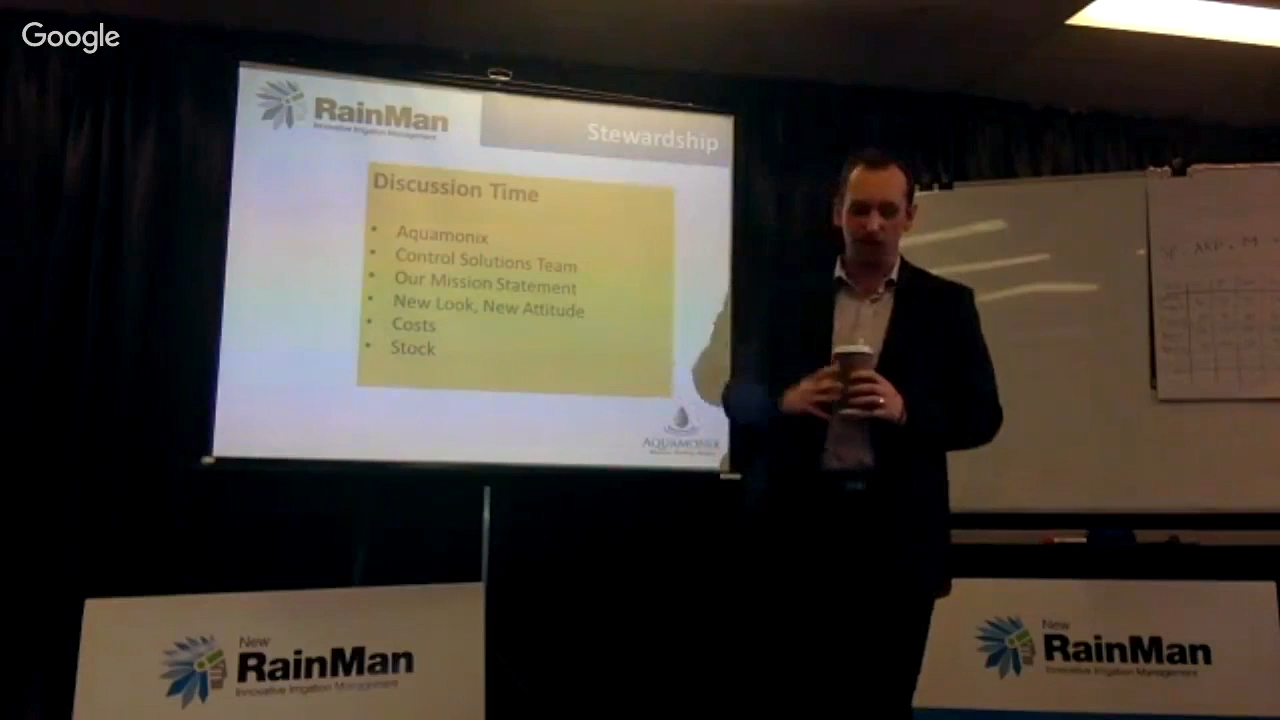 Google
RainMan
Innovative Irrigation Management
Stewardship
Discussion Time
• Aquamonix
• Control Solutions Team
• Our Mission Statement
• New Look, New Attitude
• Costs
• Stock
AQUAMONIX
New
RainMan
Innovative Irrigation Management
New
RainMan
Innovative Irrigation Management